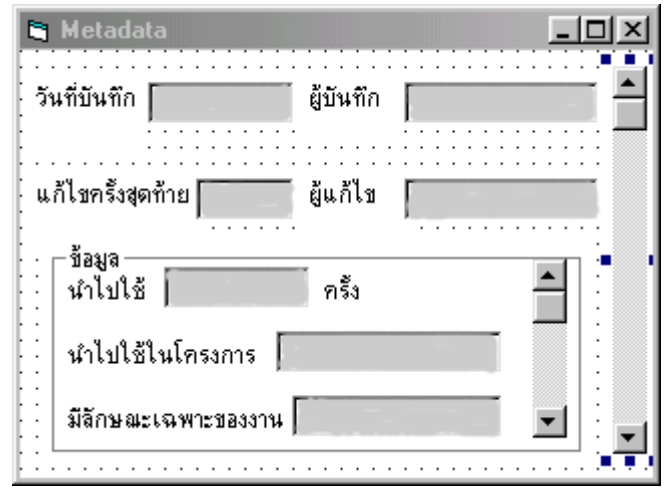 Metadata
วันที่บันทึก ผู้บันทึก
แก้ไขครั้งสุดท้าย ผู้แก้ไข
ข้อมูล
นำไปใช้ ครั้ง
นำไปใช้ในโครงการ
มีลักษณะเฉพาะของงาน